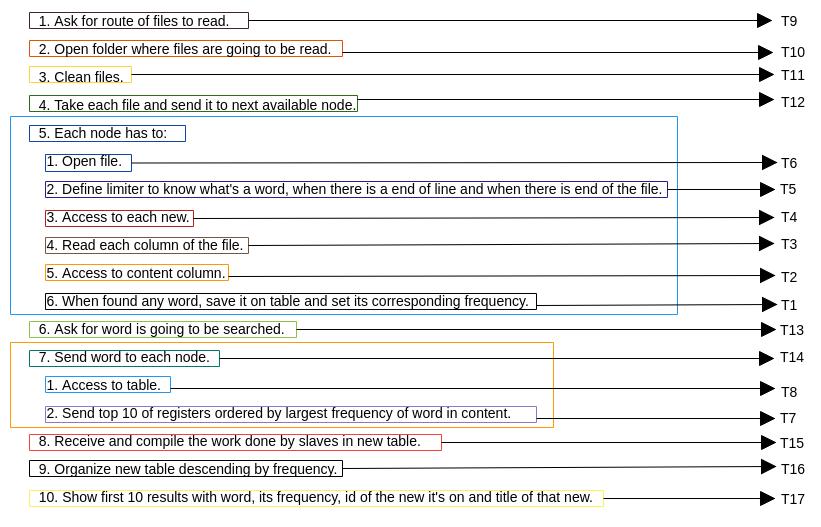 1. Ask for route of files to read. T9
2. Open folder where files are going to be read. T10
3. Clean files. T11
4. Take each file and send it to next available node. T12
5. Each node has to:
1. Open file. T6
2. Define limiter to know what's a word, when there is a end of line and when there is end of the file. T5
3. Access to each new. T4
4. Read each column of the file. T3
5. Access to content column. T2
6. When found any word, save it on table and set its corresponding frequency. T1
6. Ask for word is going to be searched. T13
7. Send word to each node. T14
1. Access to table. T8
2. Send top 10 of registers ordered by largest frequency of word in content. T7
8. Receive and compile the work done by slaves in new table. T15
9. Organize new table descending by frequency. T16
10. Show first 10 results with word, its frequency, id of the new it's on and title of that new. T17